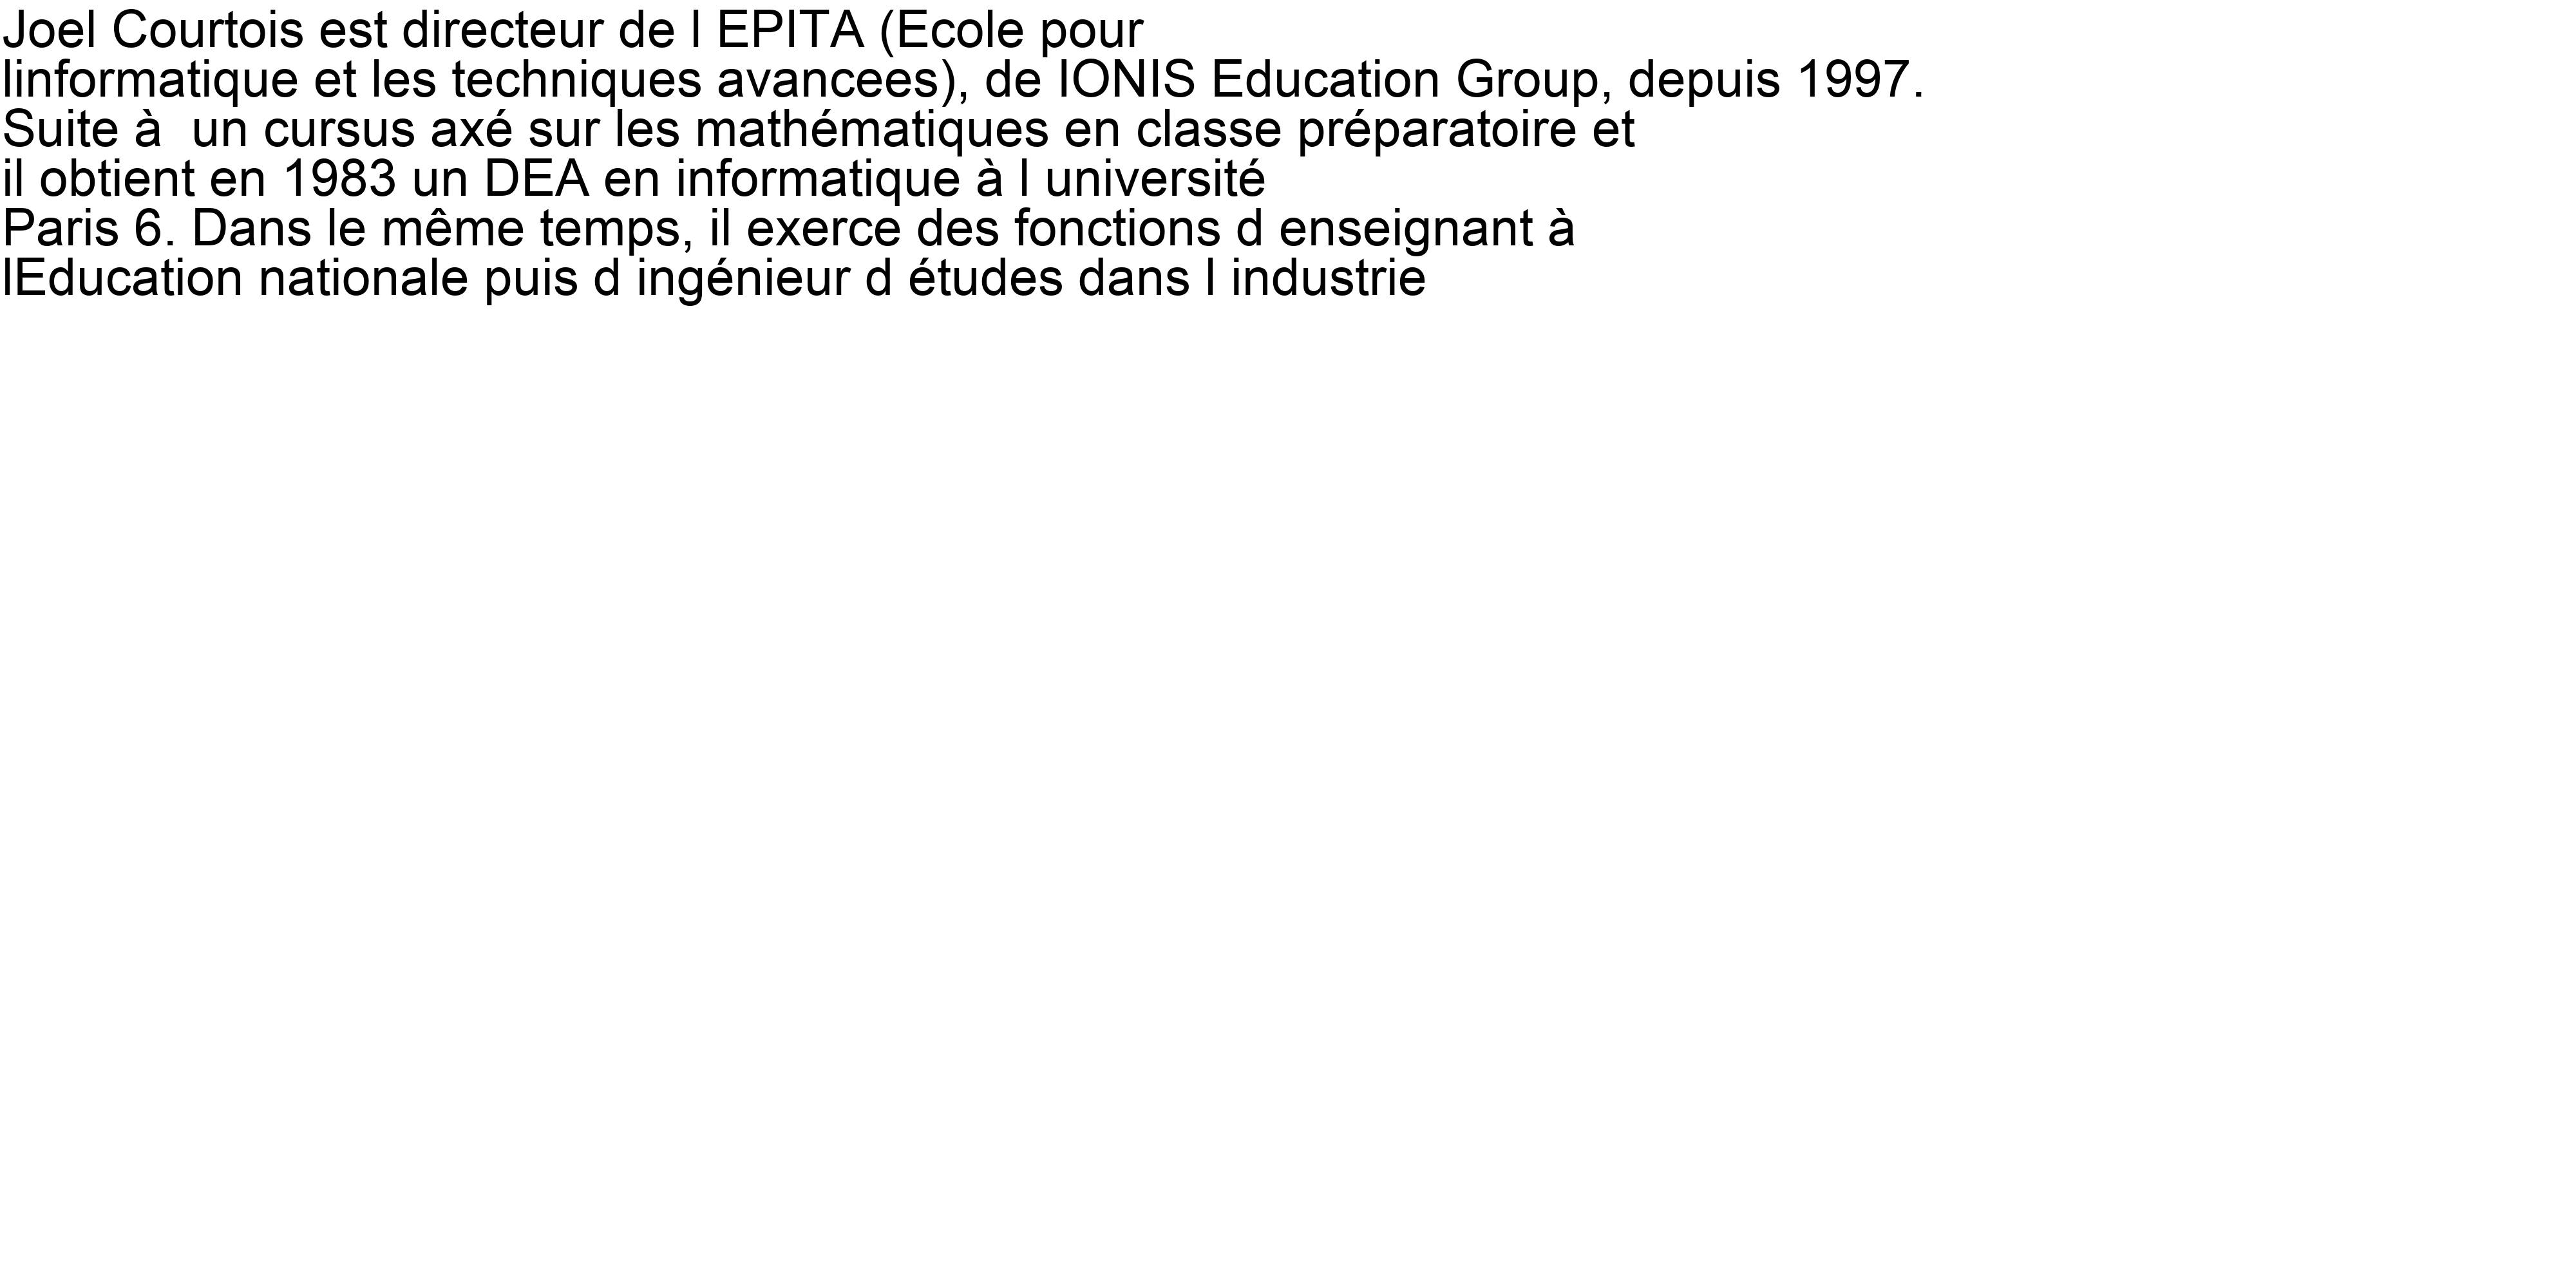 Joel Courtois est directeur de l EPITA (Ecole pour
linformatique et les techniques avancees), de IONIS Education Group, depuis 1997.
Suite à  un cursus axé sur les mathématiques en classe préparatoire et
il obtient en 1983 un DEA en informatique à l université
Paris 6. Dans le même temps, il exerce des fonctions d enseignant à
lEducation nationale puis d ingénieur d études dans l industrie